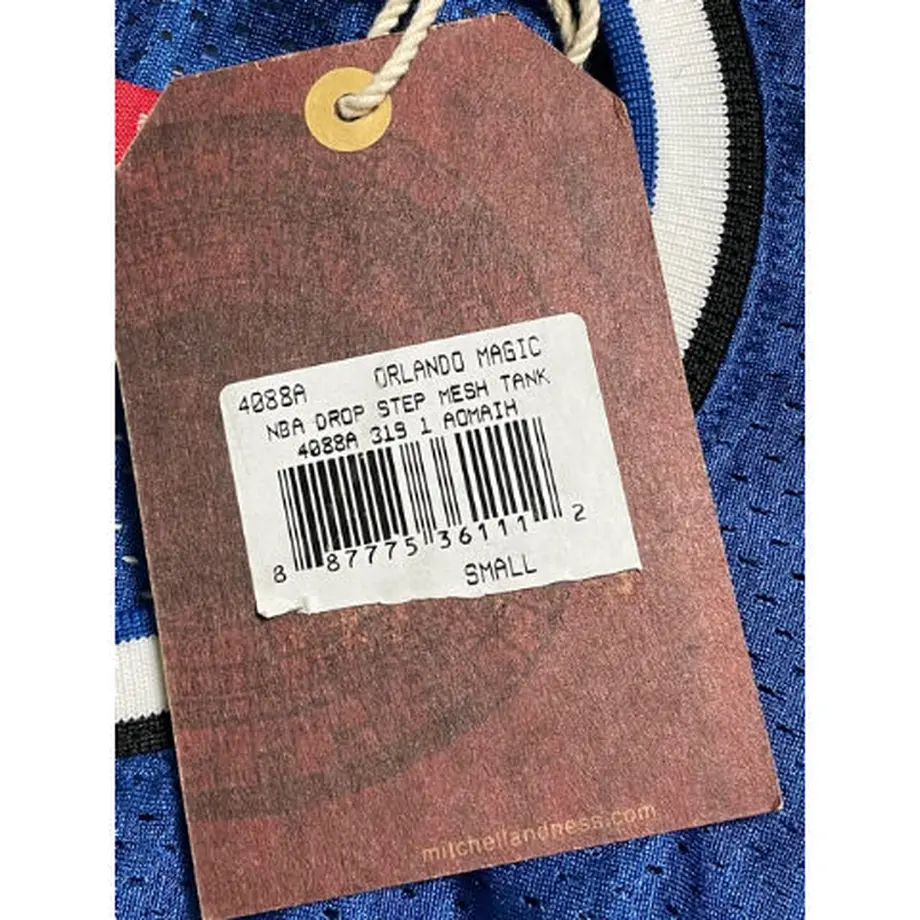 4088A ORLANDO MAGIC
NBA DROP STEP MESH TANK
4088A 319 1 AOMAIH
8 87775 36111 2
SMALL
mitchellandness.com